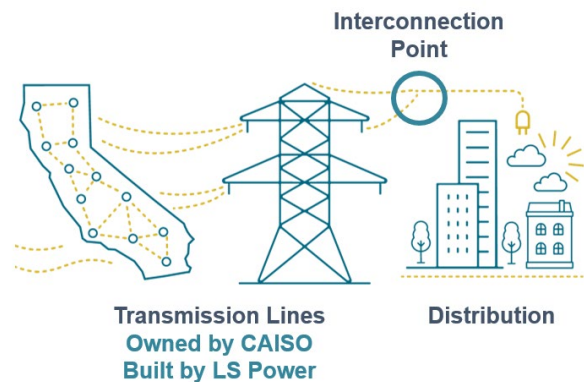 Interconnection
Point
Transmission Lines
Owned by CAISO
Built by LS Power
Distribution